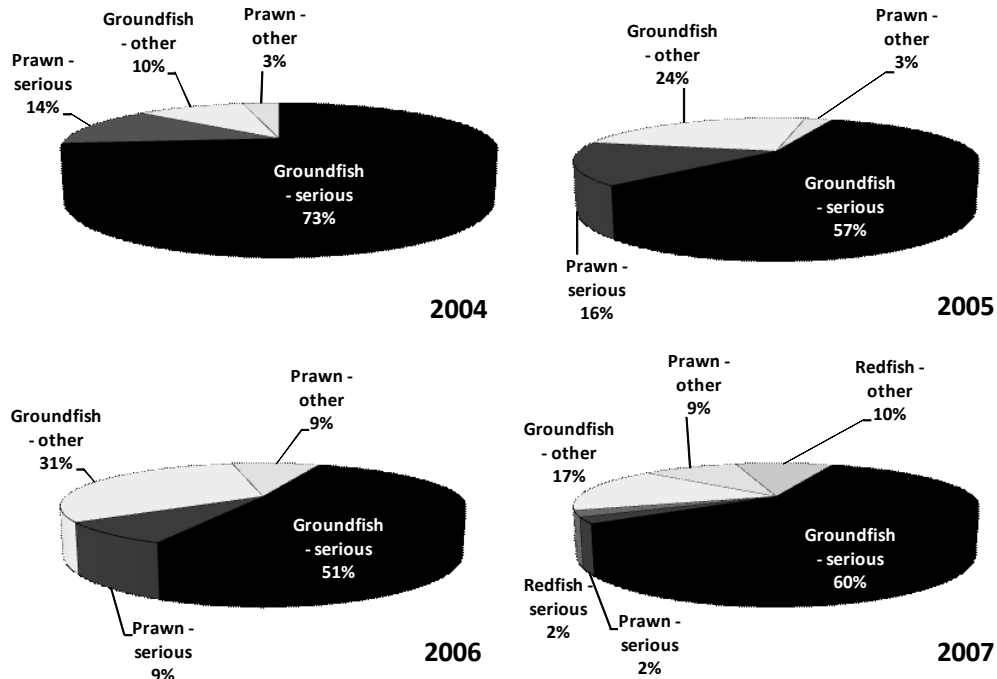 Prawn -
other
3%
Groundfish
- other
10%
Prawn -
serious
14%
Groundfish
- serious
73%
2004
Groundfish
- other
24%
Prawn -
other
3%
Groundfish
- serious
57%
Prawn -
serious
16%
2005
Prawn -
other
9%
Groundfish
- other
31%
Groundfish
- serious
51%
Prawn -
serious
9%
2006
Prawn -
other
9%
Redfish -
other
10%
Groundfish
- other
17%
Groundfish
- serious
60%
Redfish -
serious
2%
Prawn -
serious
2%
2007